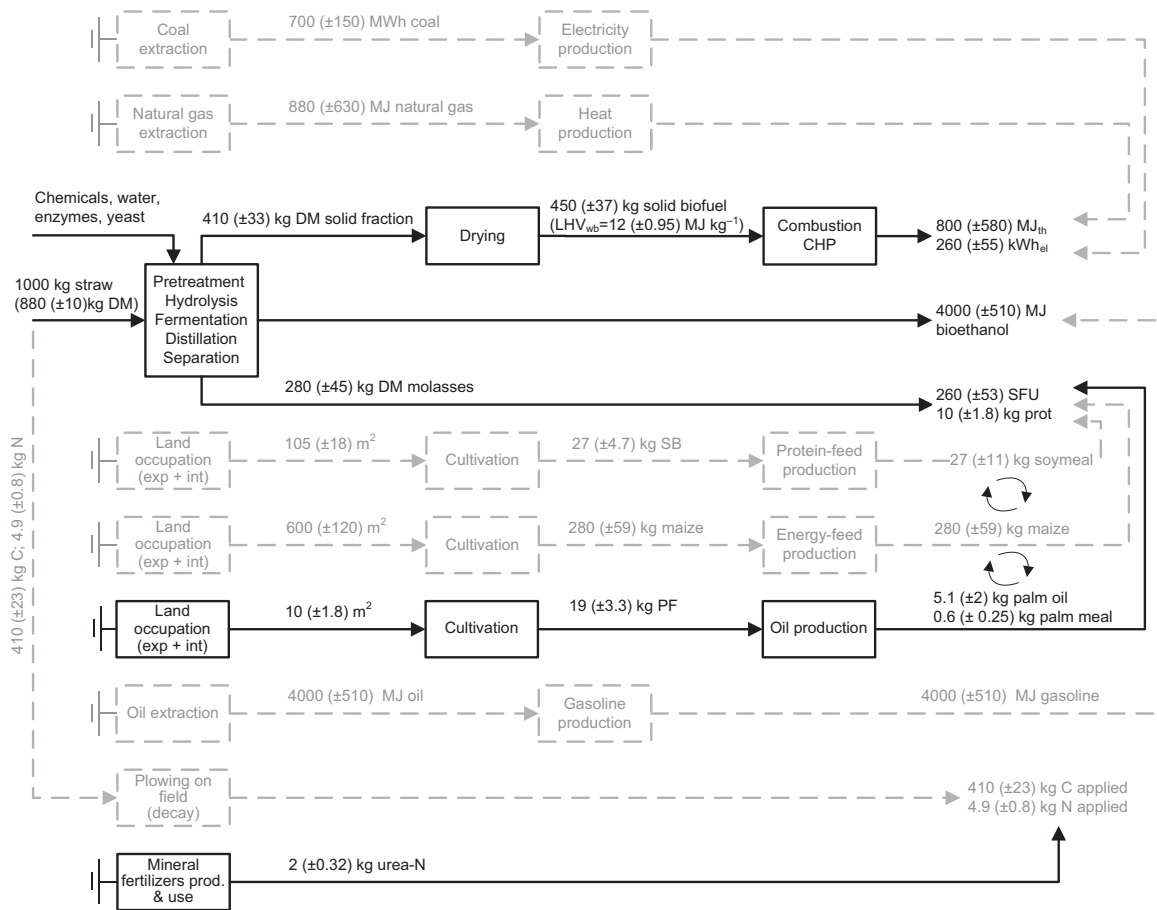 Coal
extraction
700 (±150) MWh coal
Electricity
production
Natural gas
extraction
880 (±630) MJ natural gas
Heat
production
Chemicals, water,
enzymes, yeast
410 (±33) kg DM solid fraction
Drying
450 (±37) kg solid biofuel
(LHVwb=12 (±0.95) MJ kg⁻¹)
Combustion
CHP
800 (±580) MJth
260 (±55) kWhel
1000 kg straw
(880 (±10)kg DM)
Pretreatment
Hydrolysis
Fermentation
Distillation
Separation
4000 (±510) MJ
bioethanol
280 (±45) kg DM molasses
260 (±53) SFU
10 (±1.8) kg prot
410 (±23) kg C; 4.9 (±0.8) kg N
Land
occupation
(exp + int)
105 (±18) m²
Cultivation
27 (±4.7) kg SB
Protein-feed
production
27 (±11) kg soymeal
Land
occupation
(exp + int)
600 (±120) m²
Cultivation
280 (±59) kg maize
Energy-feed
production
280 (±59) kg maize
Land
occupation
(exp + int)
10 (±1.8) m²
Cultivation
19 (±3.3) kg PF
Oil production
5.1 (±2) kg palm oil
0.6 (± 0.25) kg palm meal
Oil extraction
4000 (±510) MJ oil
Gasoline
production
4000 (±510) MJ gasoline
Plowing on
field
(decay)
410 (±23) kg C applied
4.9 (±0.8) kg N applied
Mineral
fertilizers prod.
& use
2 (±0.32) kg urea-N